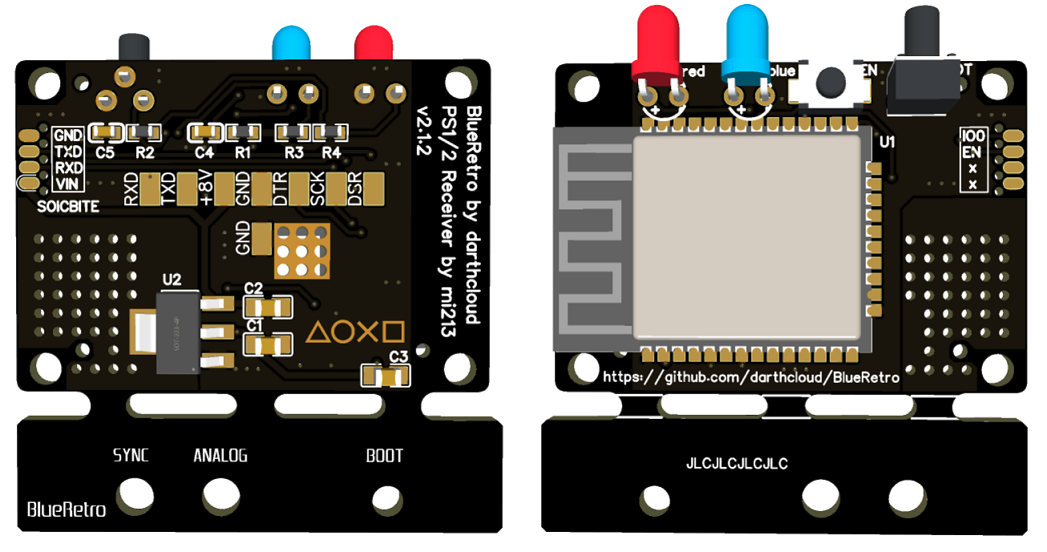 GND
TXD
RXD
VIN
SOICBITE
C5
R2
C4
R1
R3
R4
RXD
TXD
+8V
GND
DTR
SCK
DSR
GND
U2
C2
C1
C3
BlueRetro by darthcloud
PS1/2 Receiver by mi213
v2.1.2
SYNC
ANALOG
BOOT
BlueRetro
red
blue
EN
OT
+
+
U1
IO0
EN
x
x
https://github.com/darthcloud/BlueRetro
JLCJLCJLCJLC